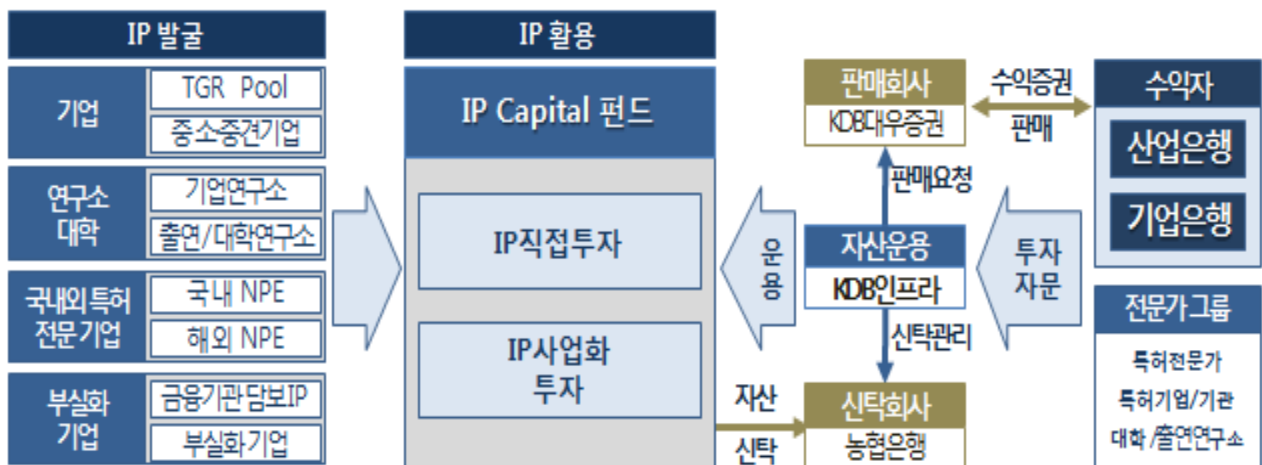 IP 발굴
기업
TGR Pool
중소·중견기업
연구소
대학
기업연구소
출연/대학연구소
국내외 특허
전문 기업
국내 NPE
해외 NPE
부실화
기업
금융기관 담보IP
부실화 기업
IP 활용
IP Capital 펀드
IP직접투자
IP사업화
투자
운
용
자산
신탁
판매회사
KDB대우증권
판매요청
자산운용
KDB인프라
신탁관리
신탁회사
농협은행
수익증권
판매
투자
자문
수익자
산업은행
기업은행
전문가 그룹
특허전문가
특허기업/기관
대학/출연연구소